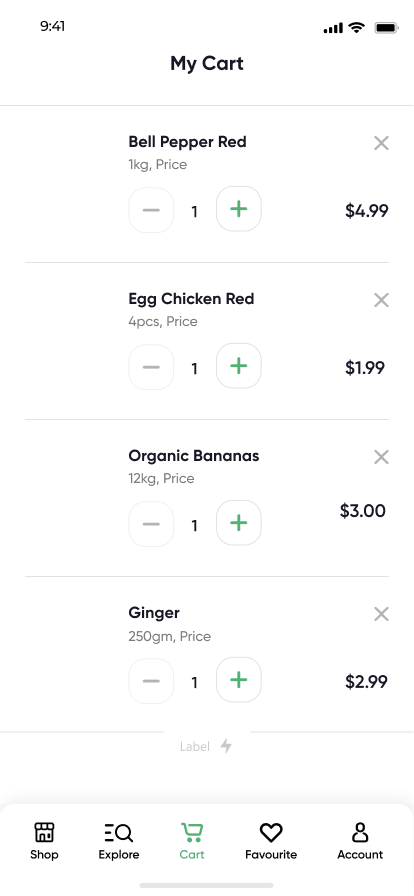 9:41
My Cart
Bell Pepper Red
1kg, Price
1
$4.99
Egg Chicken Red
4pcs, Price
1
$1.99
Organic Bananas
12kg, Price
1
$3.00
Ginger
250gm, Price
1
$2.99
Label
Shop
Explore
Cart
Favourite
Account